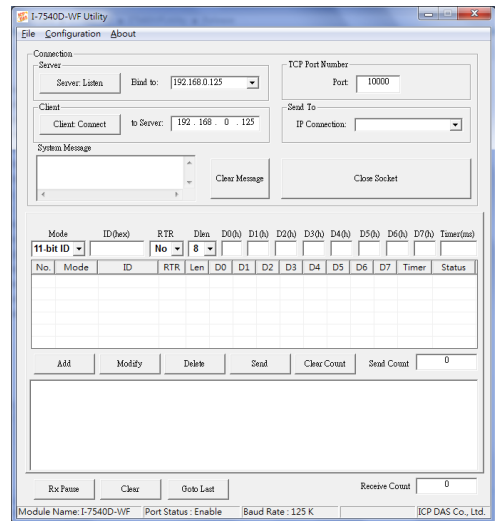 I-7540D-WF Utility
File Configuration About
Connection
Server
Server: Listen Bind to: 192.168.0.125
TCP Port Number
Port: 10000
Client
Client: Connect to Server: 192 . 168 . 0 . 125
Send To
IP Connection:
System Message
Clear Message
Close Socket
Mode ID(hex) RTR Dlen D0(h) D1(h) D2(h) D3(h) D4(h) D5(h) D6(h) D7(h) Timer(ms)
11-bit ID No 8
No. Mode ID RTR Len D0 D1 D2 D3 D4 D5 D6 D7 Timer Status
Add Modify Delete Send Clear Count Send Count 0
Rx Pause Clear Goto Last Receive Count 0
Module Name: I-7540D-WF Port Status : Enable Baud Rate : 125 K ICP DAS Co., Ltd.